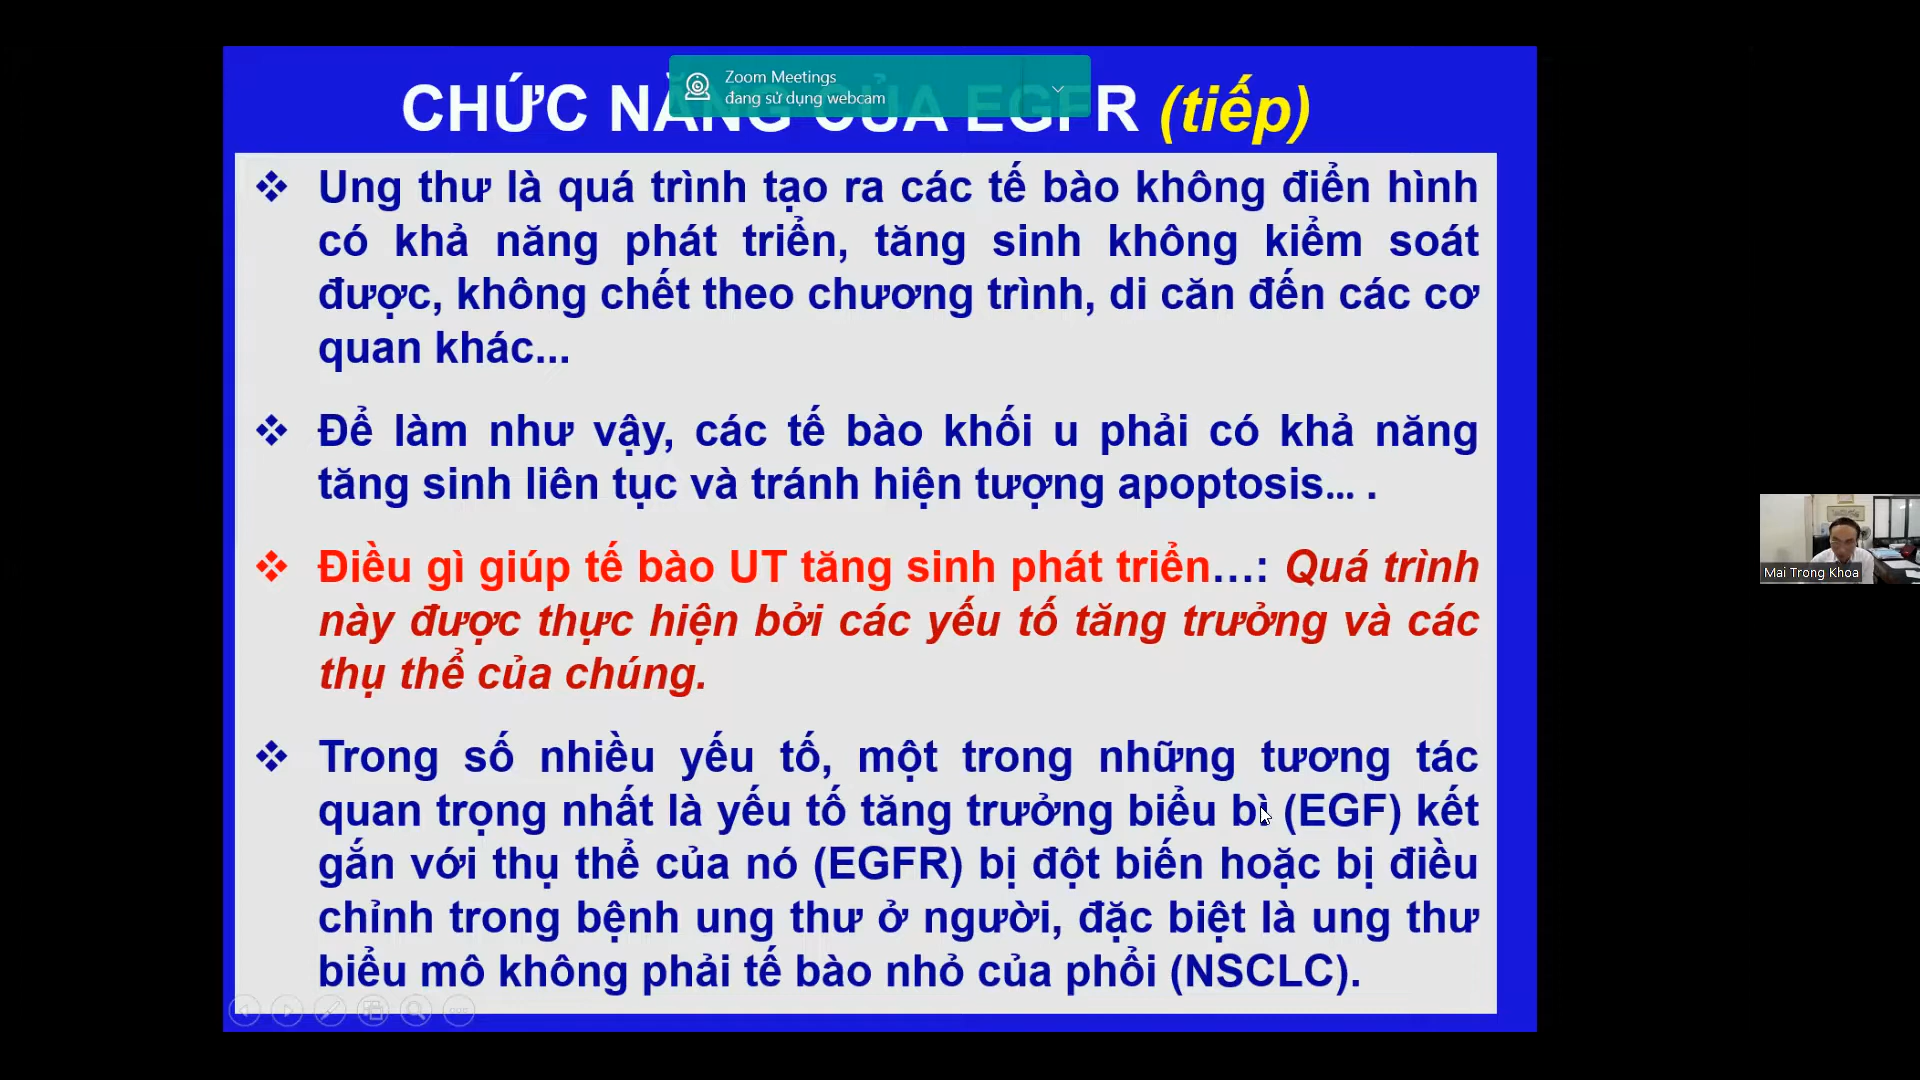 Zoom Meetings
đang sử dụng webcam
CHỨC NĂNG CỦA EGFR (tiếp)
Ung thư là quá trình tạo ra các tế bào không điển hình
có khả năng phát triển, tăng sinh không kiểm soát
được, không chết theo chương trình, di căn đến các cơ
quan khác...
Để làm như vậy, các tế bào khối u phải có khả năng
tăng sinh liên tục và tránh hiện tượng apoptosis... .
Điều gì giúp tế bào UT tăng sinh phát triển...: Quá trình
này được thực hiện bởi các yếu tố tăng trưởng và các
thụ thể của chúng.
Trong số nhiều yếu tố, một trong những tương tác
quan trọng nhất là yếu tố tăng trưởng biểu bì (EGF) kết
gắn với thụ thể của nó (EGFR) bị đột biến hoặc bị điều
chỉnh trong bệnh ung thư ở người, đặc biệt là ung thư
biểu mô không phải tế bào nhỏ của phổi (NSCLC).
Mai Trong Khoa